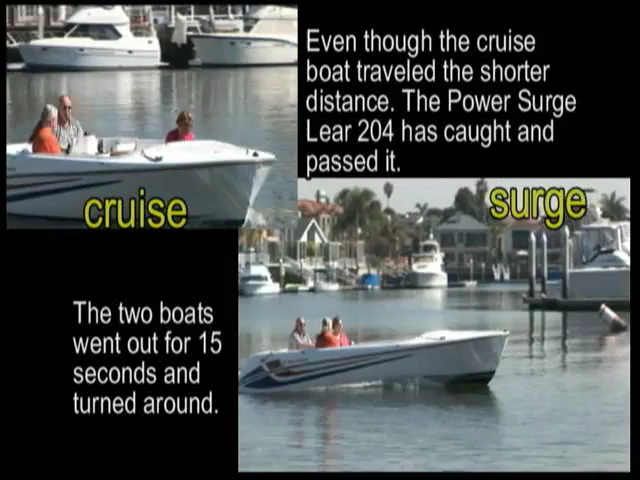 Even though the cruise
boat traveled the shorter
distance. The Power Surge
Lear 204 has caught and
passed it.
cruise
surge
The two boats
went out for 15
seconds and
turned around.